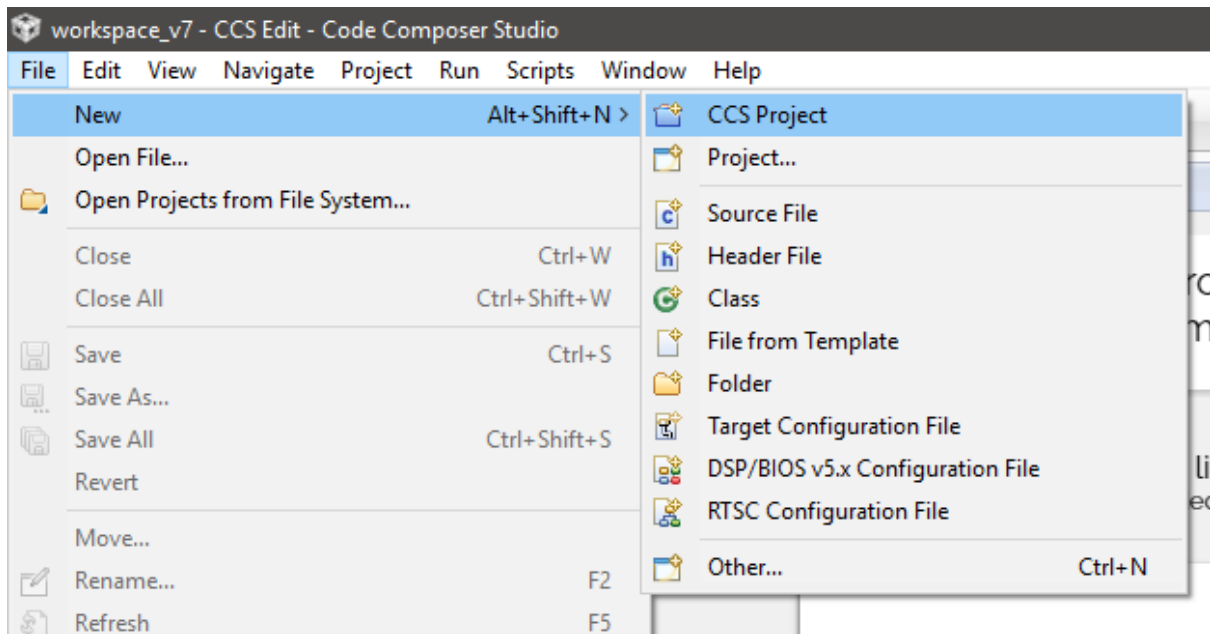 workspace_v7 - CCS Edit - Code Composer Studio
File Edit View Navigate Project Run Scripts Window Help
New Alt+Shift+N >
Open File...
Open Projects from File System...
Close Ctrl+W
Close All Ctrl+Shift+W
Save Ctrl+S
Save As...
Save All Ctrl+Shift+S
Revert
Move...
Rename... F2
Refresh F5
CCS Project
Project...
Source File
Header File
Class
File from Template
Folder
Target Configuration File
DSP/BIOS v5.x Configuration File
RTSC Configuration File
Other... Ctrl+N